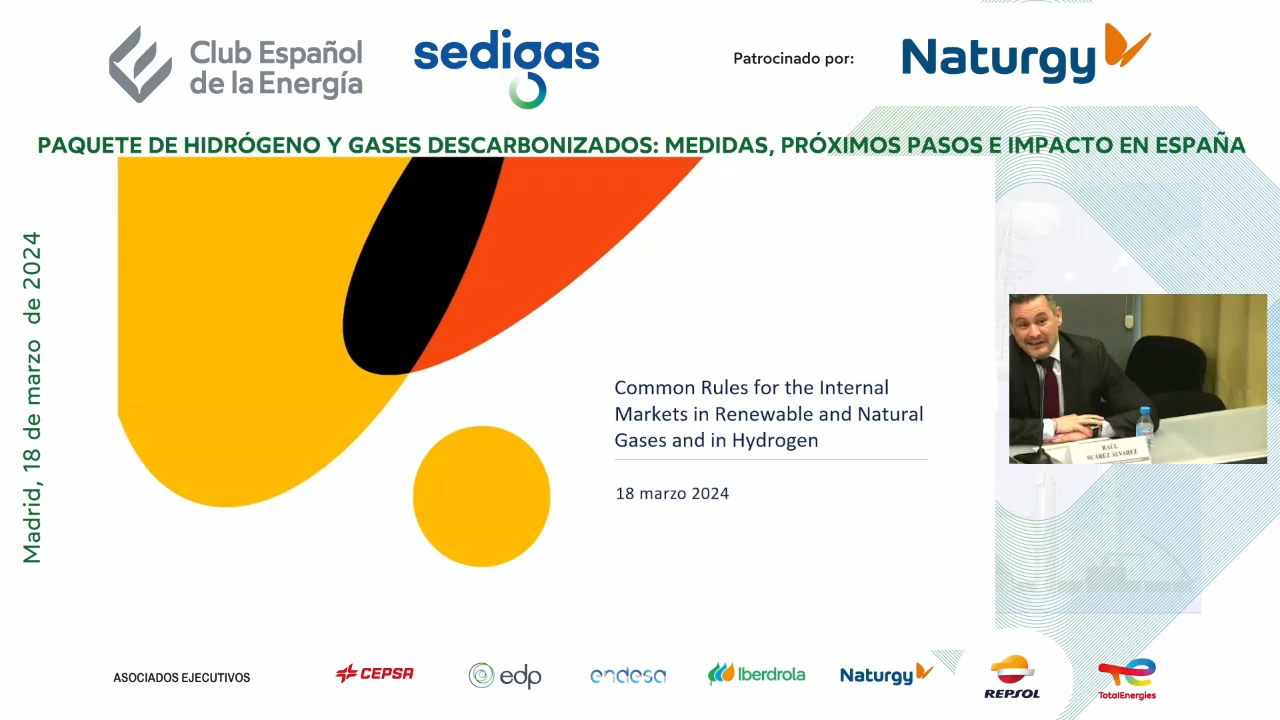 Club Español
de la Energía
sedigas
Patrocinado por:
Naturgy
PAQUETE DE HIDRÓGENO Y GASES DESCARBONIZADOS: MEDIDAS, PRÓXIMOS PASOS E IMPACTO EN ESPAÑA
Madrid, 18 de marzo de 2024
Common Rules for the Internal
Markets in Renewable and Natural
Gases and in Hydrogen
18 marzo 2024
RAÚL
SUÁREZ ÁLVAREZ
ASOCIADOS EJECUTIVOS
CEPSA
edp
endesa
Iberdrola
Naturgy
REPSOL
TotalEnergies